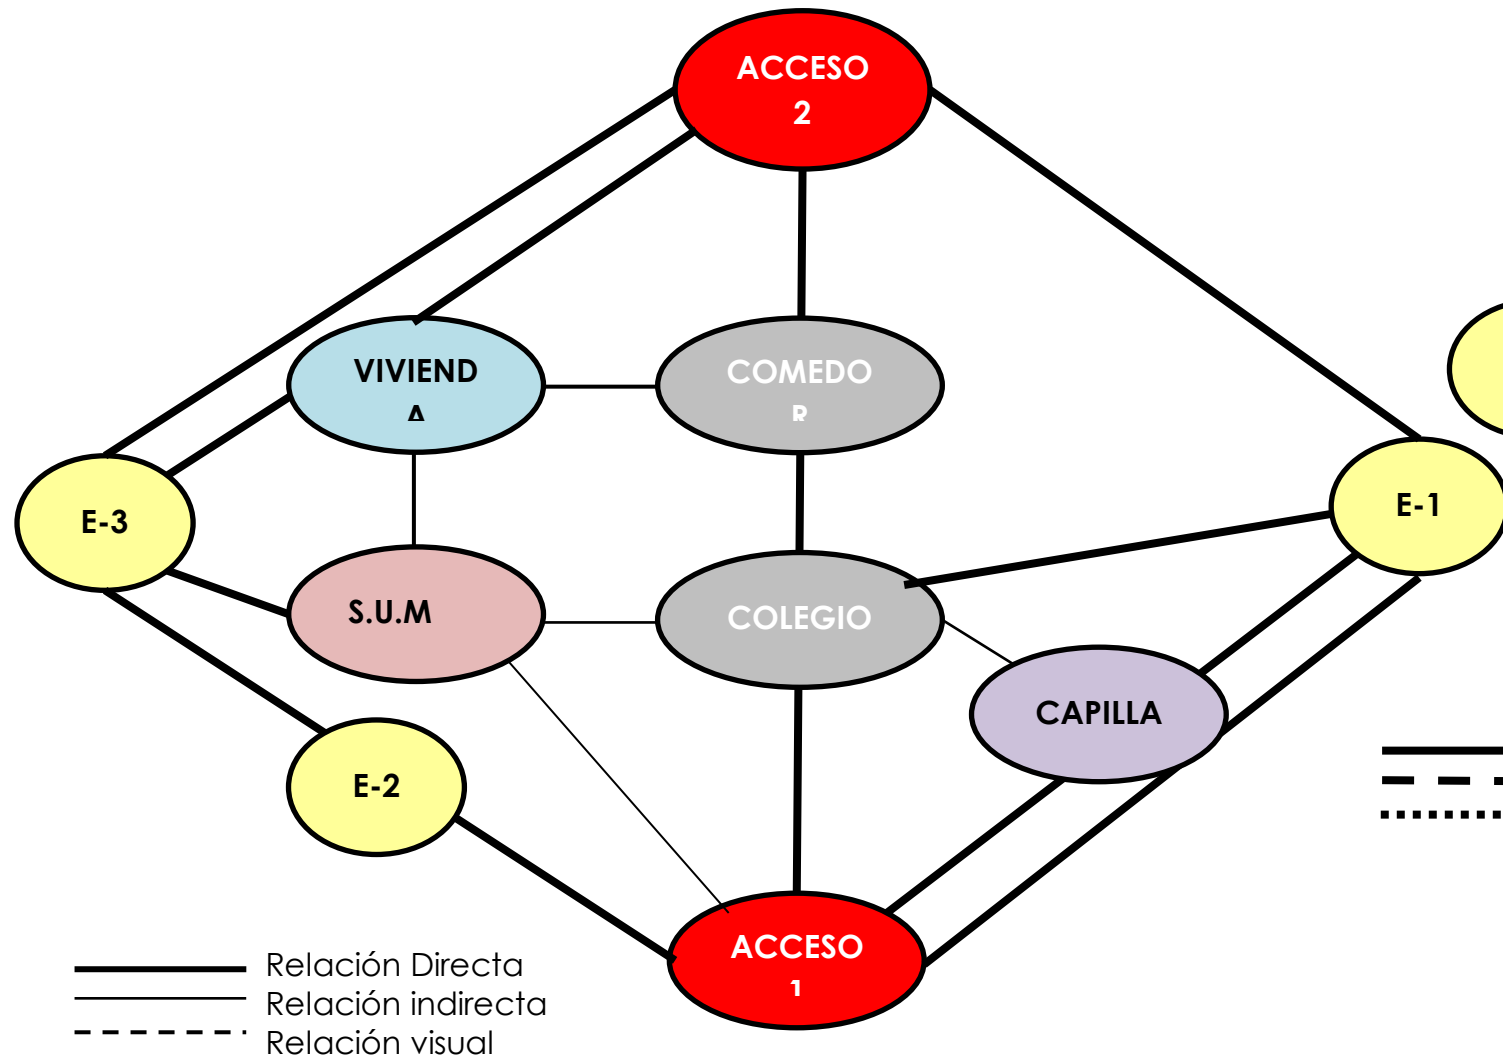 ACCESO
2
VIVIEND
A
COMEDO
R
E-3
E-1
S.U.M
COLEGIO
CAPILLA
E-2
ACCESO
1
Relación Directa
Relación indirecta
Relación visual